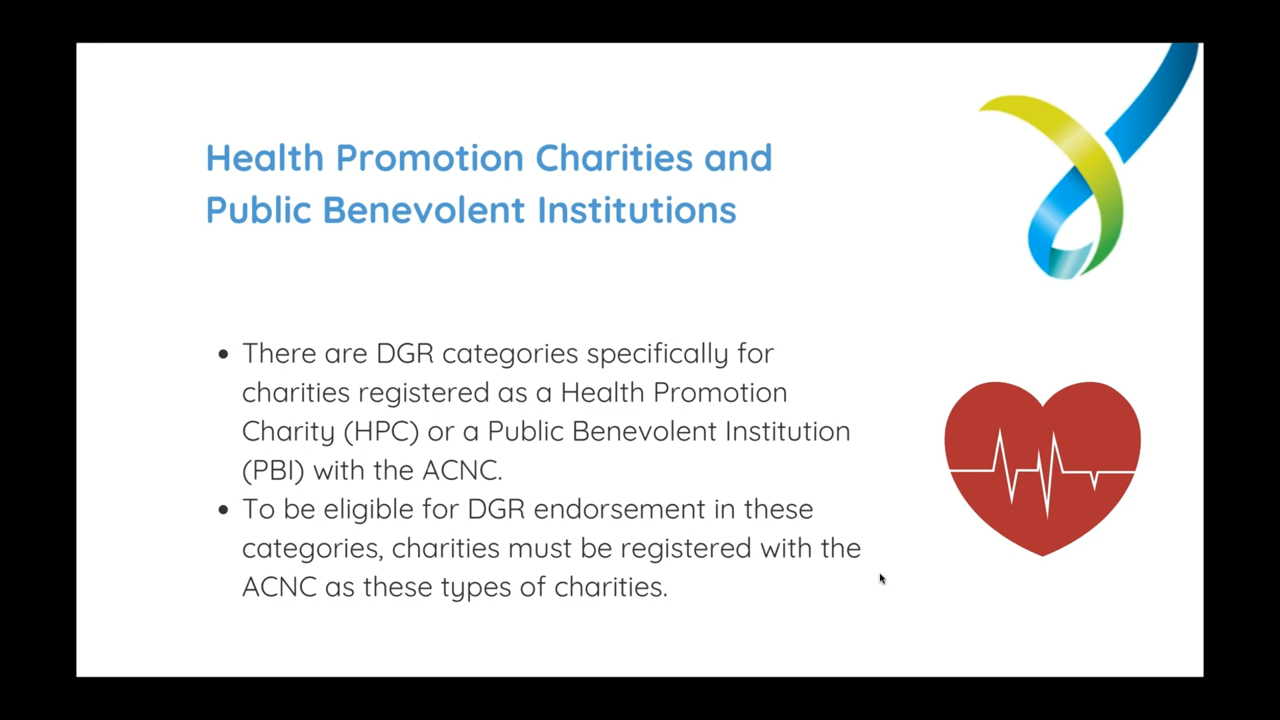 Health Promotion Charities and
Public Benevolent Institutions
• There are DGR categories specifically for
charities registered as a Health Promotion
Charity (HPC) or a Public Benevolent Institution
(PBI) with the ACNC.
• To be eligible for DGR endorsement in these
categories, charities must be registered with the
ACNC as these types of charities.